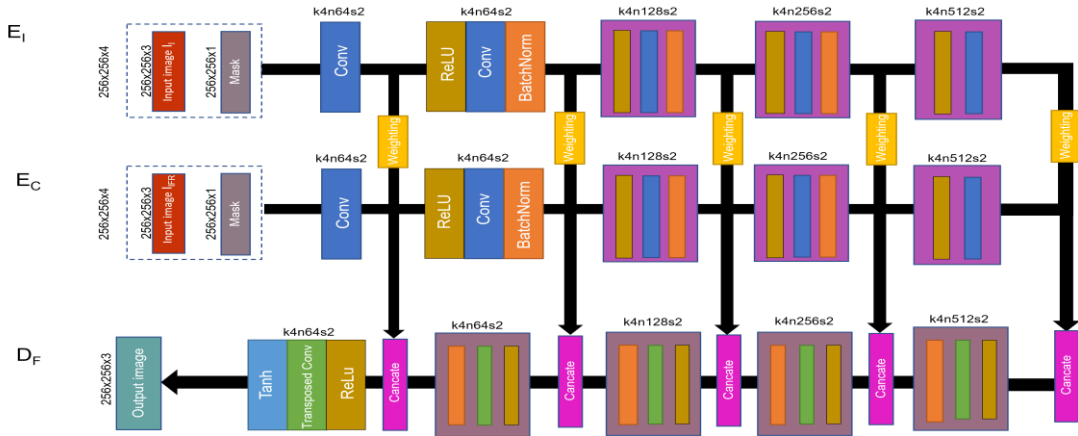 k4n64s2
k4n64s2
k4n128s2
k4n256s2
k4n512s2
E_I
256x256x4
256x256x3
Input image I_I
256x256x1
Mask
Conv
ReLU
Conv
BatchNorm
Weighting
Weighting
Weighting
Weighting
Weighting
k4n64s2
k4n64s2
k4n128s2
k4n256s2
k4n512s2
E_C
256x256x4
256x256x3
Input image I_IFR
256x256x1
Mask
Conv
ReLU
Conv
BatchNorm
k4n64s2
k4n64s2
k4n128s2
k4n256s2
k4n512s2
D_F
256x256x3
Output image
Tanh
Transposed Conv
ReLu
Cancate
Cancate
Cancate
Cancate
Cancate